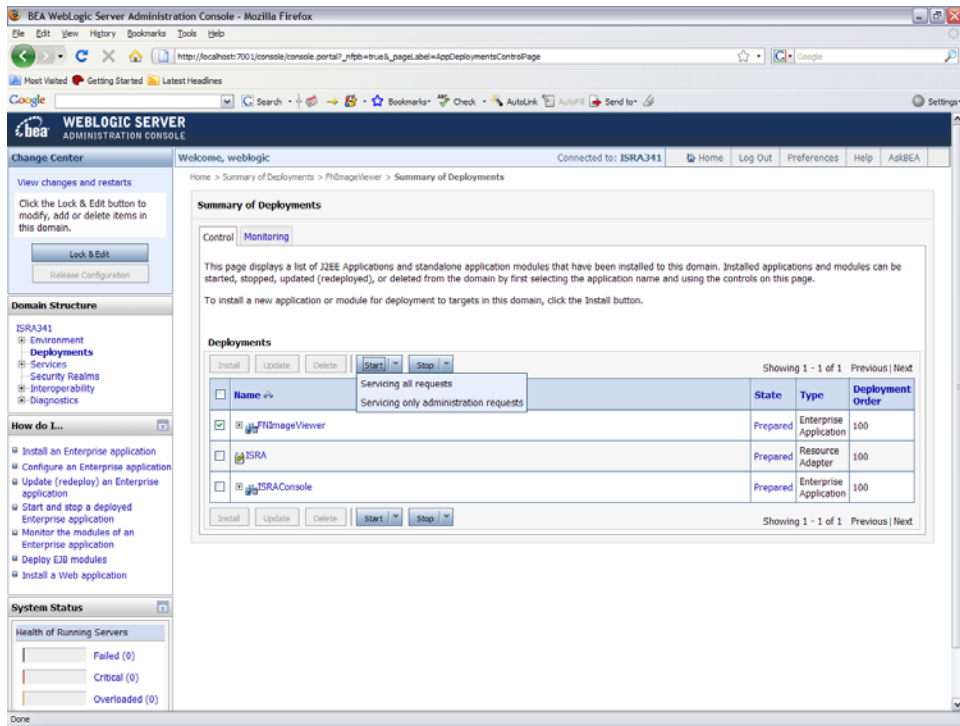 BEA WebLogic Server Administration Console - Mozilla Firefox
File Edit View History Bookmarks Tools Help
http://localhost:7001/console/console.portal?_nfpb=true&_pageLabel=AppDeploymentsControlPage
Google
Most Visited Getting Started Latest Headlines
Google Search Bookmarks Check AutoLink AutoFill Send to Settings
bea WEBLOGIC SERVER
ADMINISTRATION CONSOLE
Change Center
View changes and restarts
Click the Lock & Edit button to
modify, add or delete items in
this domain.
Lock & Edit
Release Configuration
Domain Structure
ISRA341
Environment
Deployments
Services
Security Realms
Interoperability
Diagnostics
How do I...
Install an Enterprise application
Configure an Enterprise application
Update (redeploy) an Enterprise
application
Start and stop a deployed
Enterprise application
Monitor the modules of an
Enterprise application
Deploy EJB modules
Install a Web application
System Status
Health of Running Servers
Failed (0)
Critical (0)
Overloaded (0)
Welcome, weblogic Connected to: ISRA341 Home Log Out Preferences Help AskBEA
Home > Summary of Deployments > FNImageViewer > Summary of Deployments
Summary of Deployments
Control Monitoring
This page displays a list of J2EE Applications and standalone application modules that have been installed to this domain. Installed applications and modules can be
started, stopped, updated (redeployed), or deleted from the domain by first selecting the application name and using the controls on this page.
To install a new application or module for deployment to targets in this domain, click the Install button.
Deployments
Install Update Delete Start Stop Showing 1 - 1 of 1 Previous | Next
Servicing all requests
Servicing only administration requests
Name State Type Deployment Order
FNImageViewer Prepared Enterprise Application 100
ISRA Prepared Resource Adapter 100
ISRAConsole Prepared Enterprise Application 100
Install Update Delete Start Stop Showing 1 - 1 of 1 Previous | Next
Done